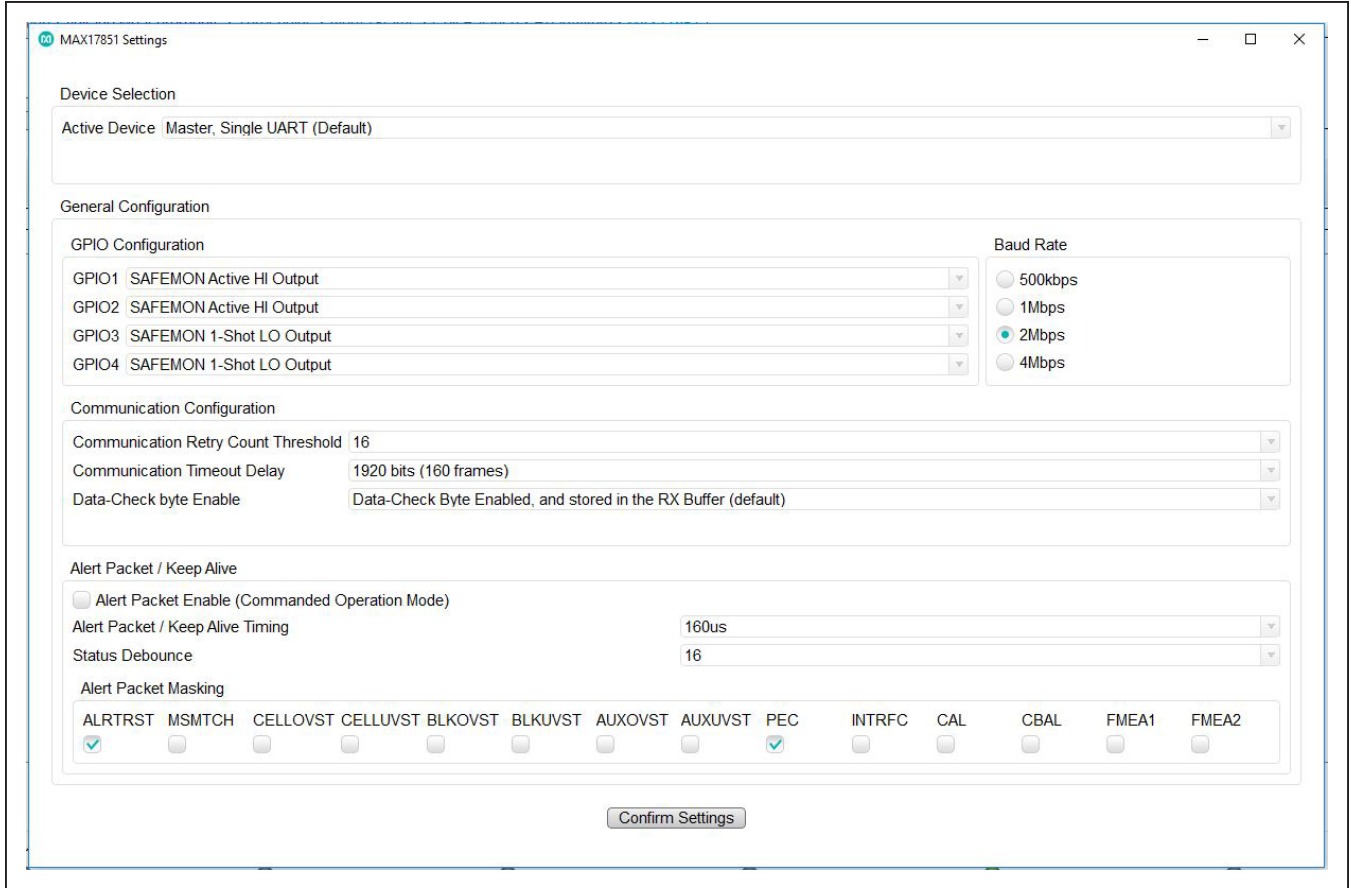 MAX17851 Settings
Device Selection
Active Device Master, Single UART (Default)
General Configuration
GPIO Configuration
GPIO1 SAFEMON Active HI Output
GPIO2 SAFEMON Active HI Output
GPIO3 SAFEMON 1-Shot LO Output
GPIO4 SAFEMON 1-Shot LO Output
Baud Rate
500kbps
1Mbps
2Mbps
4Mbps
Communication Configuration
Communication Retry Count Threshold 16
Communication Timeout Delay 1920 bits (160 frames)
Data-Check byte Enable Data-Check Byte Enabled, and stored in the RX Buffer (default)
Alert Packet / Keep Alive
Alert Packet Enable (Commanded Operation Mode)
Alert Packet / Keep Alive Timing 160us
Status Debounce 16
Alert Packet Masking
ALRTRST MSMTCH CELLOVST CELLUVST BLKOVST BLKUVST AUXOVST AUXUVST PEC INTRFC CAL CBAL FMEA1 FMEA2
Confirm Settings